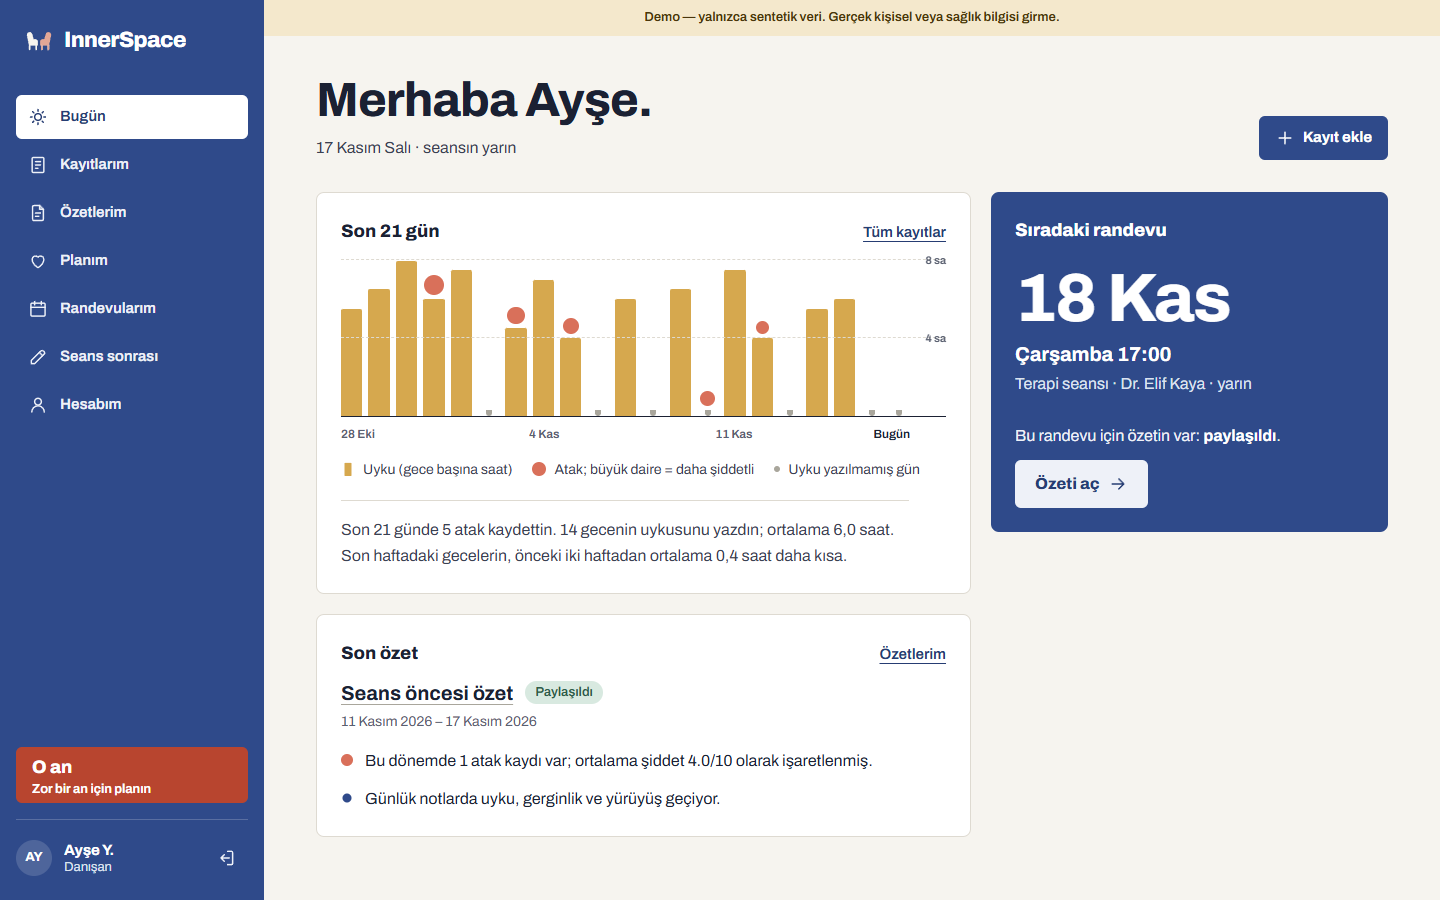 InnerSpace
Bugün
Kayıtlarım
Özetlerim
Planım
Randevularım
Seans sonrası
Hesabım
O an
Zor bir an için planın
AY
Ayşe Y.
Danışan
Demo — yalnızca sentetik veri. Gerçek kişisel veya sağlık bilgisi girme.
Merhaba Ayşe.
17 Kasım Salı · seansın yarın
Kayıt ekle
Son 21 gün
Tüm kayıtlar
8 sa
4 sa
28 Eki
4 Kas
11 Kas
Bugün
Uyku (gece başına saat)
Atak; büyük daire = daha şiddetli
Uyku yazılmamış gün
Son 21 günde 5 atak kaydettin. 14 gecenin uykusunu yazdın; ortalama 6,0 saat.
Son haftadaki gecelerin, önceki iki haftadan ortalama 0,4 saat daha kısa.
Sıradaki randevu
18 Kas
Çarşamba 17:00
Terapi seansı · Dr. Elif Kaya · yarın
Bu randevu için özetin var: paylaşıldı.
Özeti aç
Son özet
Özetlerim
Seans öncesi özet
Paylaşıldı
11 Kasım 2026 – 17 Kasım 2026
Bu dönemde 1 atak kaydı var; ortalama şiddet 4.0/10 olarak işaretlenmiş.
Günlük notlarda uyku, gerginlik ve yürüyüş geçiyor.